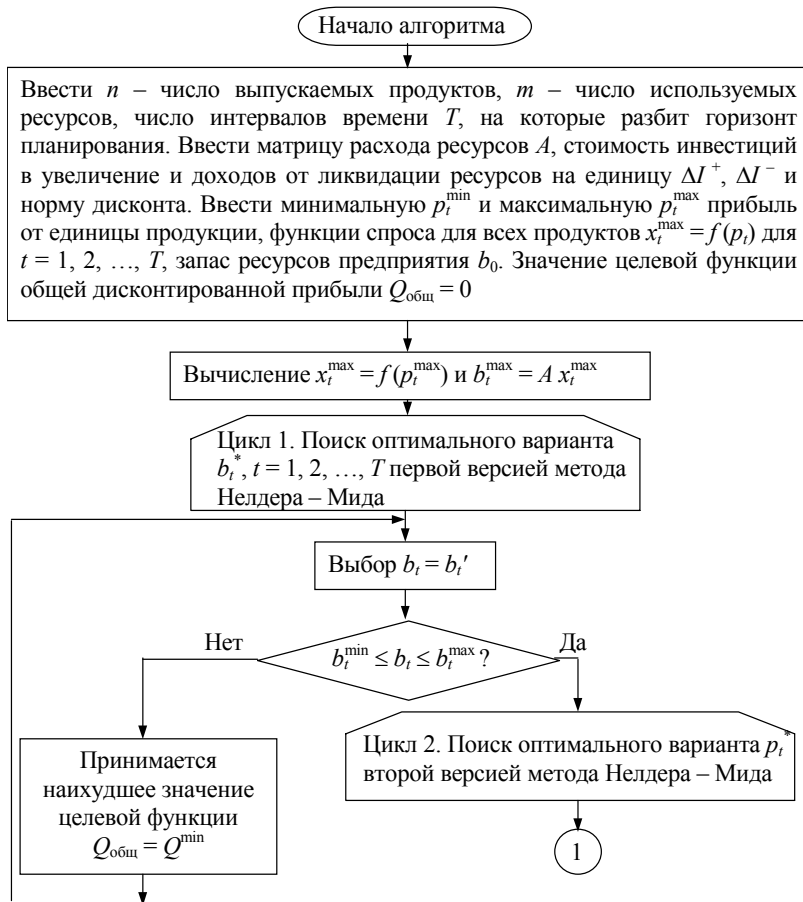 Начало алгоритма
Ввести n – число выпускаемых продуктов, m – число используемых
ресурсов, число интервалов времени T, на которые разбит горизонт
планирования. Ввести матрицу расхода ресурсов A, стоимость инвестиций
в увеличение и доходов от ликвидации ресурсов на единицу ΔI⁺, ΔI⁻ и
норму дисконта. Ввести минимальную p_t^min и максимальную p_t^max прибыль
от единицы продукции, функции спроса для всех продуктов x_t^max = f(p_t) для
t = 1, 2, …, T, запас ресурсов предприятия b_0. Значение целевой функции
общей дисконтированной прибыли Q_общ = 0
Вычисление x_t^max = f(p_t^max) и b_t^max = A x_t^max
Цикл 1. Поиск оптимального варианта
b_t^*, t = 1, 2, …, T первой версией метода
Нелдера – Мида
Выбор b_t = b_t′
Нет
b_t^min ≤ b_t ≤ b_t^max ?
Да
Принимается
наихудшее значение
целевой функции
Q_общ = Q^min
Цикл 2. Поиск оптимального варианта p_t^*
второй версией метода Нелдера – Мида
1